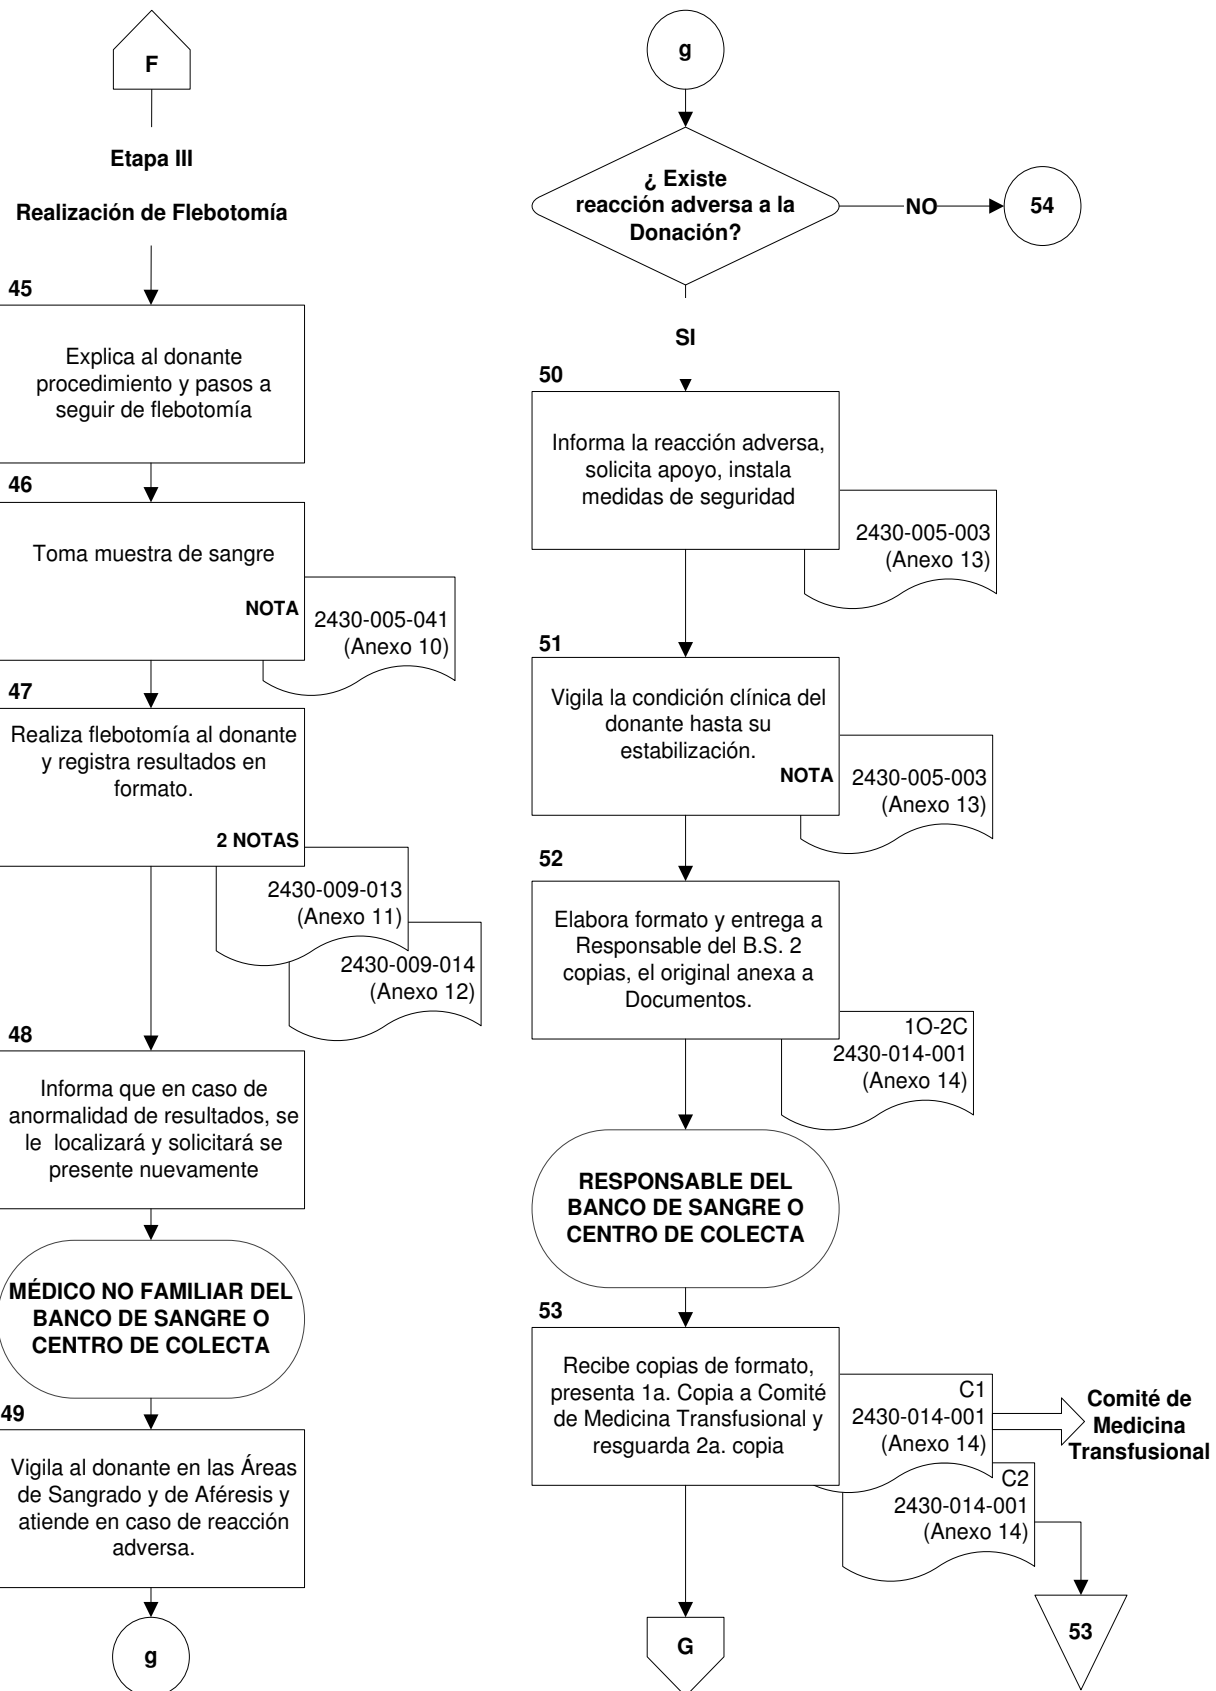 F
Etapa III
Realización de Flebotomía
45
Explica al donante
procedimiento y pasos a
seguir de flebotomía
46
Toma muestra de sangre
NOTA
2430-005-041
(Anexo 10)
47
Realiza flebotomía al donante
y registra resultados en
formato.
2 NOTAS
2430-009-013
(Anexo 11)
2430-009-014
(Anexo 12)
48
Informa que en caso de
anormalidad de resultados, se
le localizará y solicitará se
presente nuevamente
MÉDICO NO FAMILIAR DEL
BANCO DE SANGRE O
CENTRO DE COLECTA
49
Vigila al donante en las Áreas
de Sangrado y de Aféresis y
atiende en caso de reacción
adversa.
g
g
¿ Existe
reacción adversa a la
Donación?
NO
54
SI
50
Informa la reacción adversa,
solicita apoyo, instala
medidas de seguridad
2430-005-003
(Anexo 13)
51
Vigila la condición clínica del
donante hasta su
estabilización.
NOTA
2430-005-003
(Anexo 13)
52
Elabora formato y entrega a
Responsable del B.S. 2
copias, el original anexa a
Documentos.
1O-2C
2430-014-001
(Anexo 14)
RESPONSABLE DEL
BANCO DE SANGRE O
CENTRO DE COLECTA
53
Recibe copias de formato,
presenta 1a. Copia a Comité
de Medicina Transfusional y
resguarda 2a. copia
C1
2430-014-001
(Anexo 14)
Comité de
Medicina
Transfusional
C2
2430-014-001
(Anexo 14)
53
G